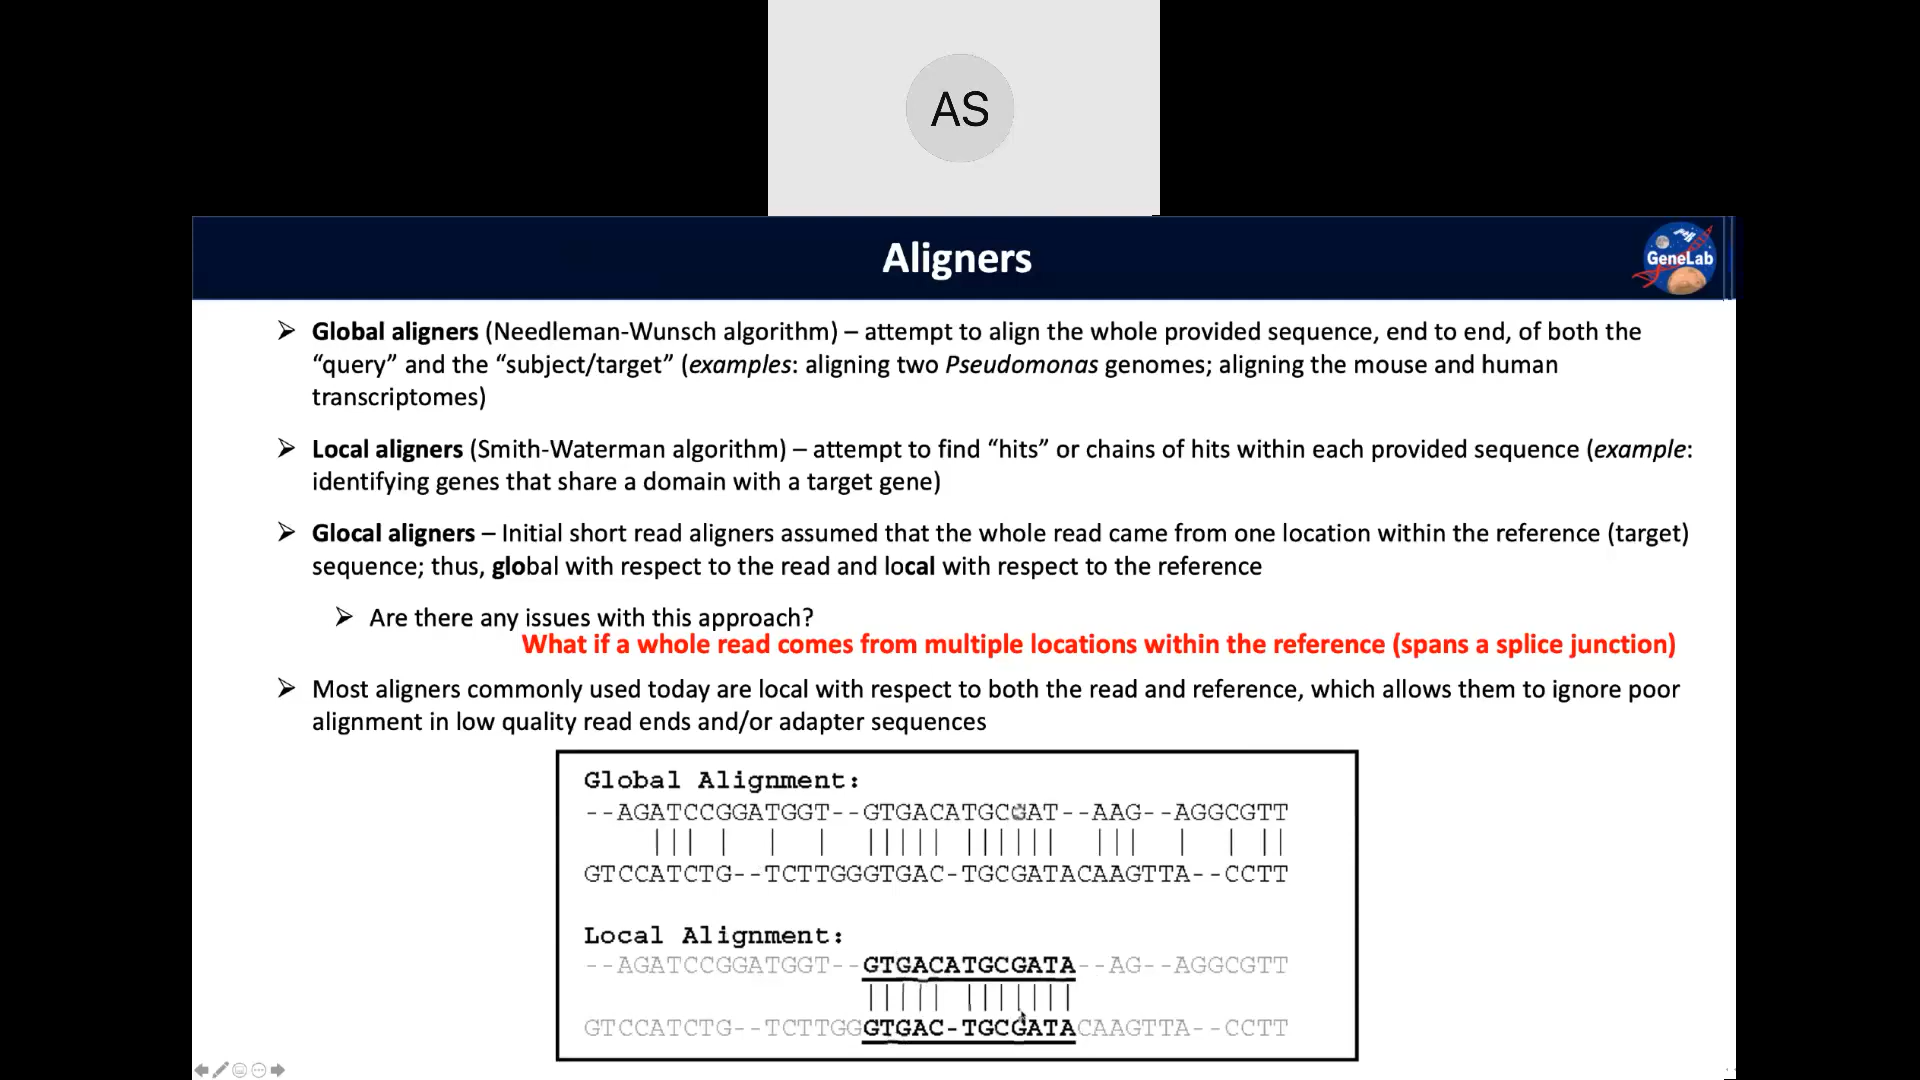 AS
Aligners
GeneLab
➢ Global aligners (Needleman-Wunsch algorithm) – attempt to align the whole provided sequence, end to end, of both the
“query” and the “subject/target” (examples: aligning two Pseudomonas genomes; aligning the mouse and human
transcriptomes)
➢ Local aligners (Smith-Waterman algorithm) – attempt to find “hits” or chains of hits within each provided sequence (example:
identifying genes that share a domain with a target gene)
➢ Glocal aligners – Initial short read aligners assumed that the whole read came from one location within the reference (target)
sequence; thus, global with respect to the read and local with respect to the reference
➢ Are there any issues with this approach?
What if a whole read comes from multiple locations within the reference (spans a splice junction)
➢ Most aligners commonly used today are local with respect to both the read and reference, which allows them to ignore poor
alignment in low quality read ends and/or adapter sequences
Global Alignment:
--AGATCCGGATGGT--GTGACATGCGAT--AAG--AGGCGTT
GTCCATCTG--TCTTGGGTGAC-TGCGATACAAGTTA--CCTT
Local Alignment:
--AGATCCGGATGGT--GTGACATGCGATA--AG--AGGCGTT
GTCCATCTG--TCTTGGGTGAC-TGCGATACAAGTTA--CCTT